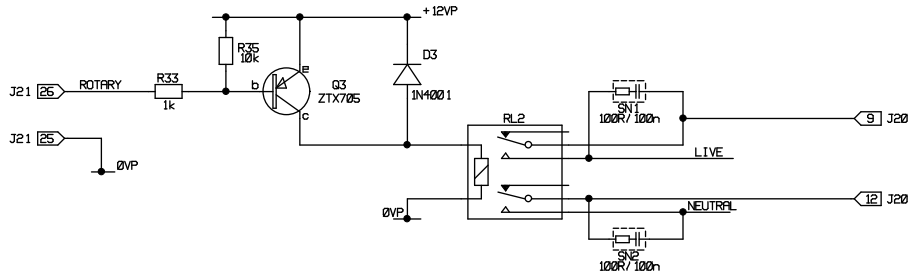 +12VP
R35
10k
D3
e
Q3
b
ZTX705
c
1N4001
J21 26 ROTARY
R33
1k
J21 25
0VP
RL2
SN1
100R/100n
9 J20
LIVE
12 J20
NEUTRAL
0VP
SN2
100R/100n